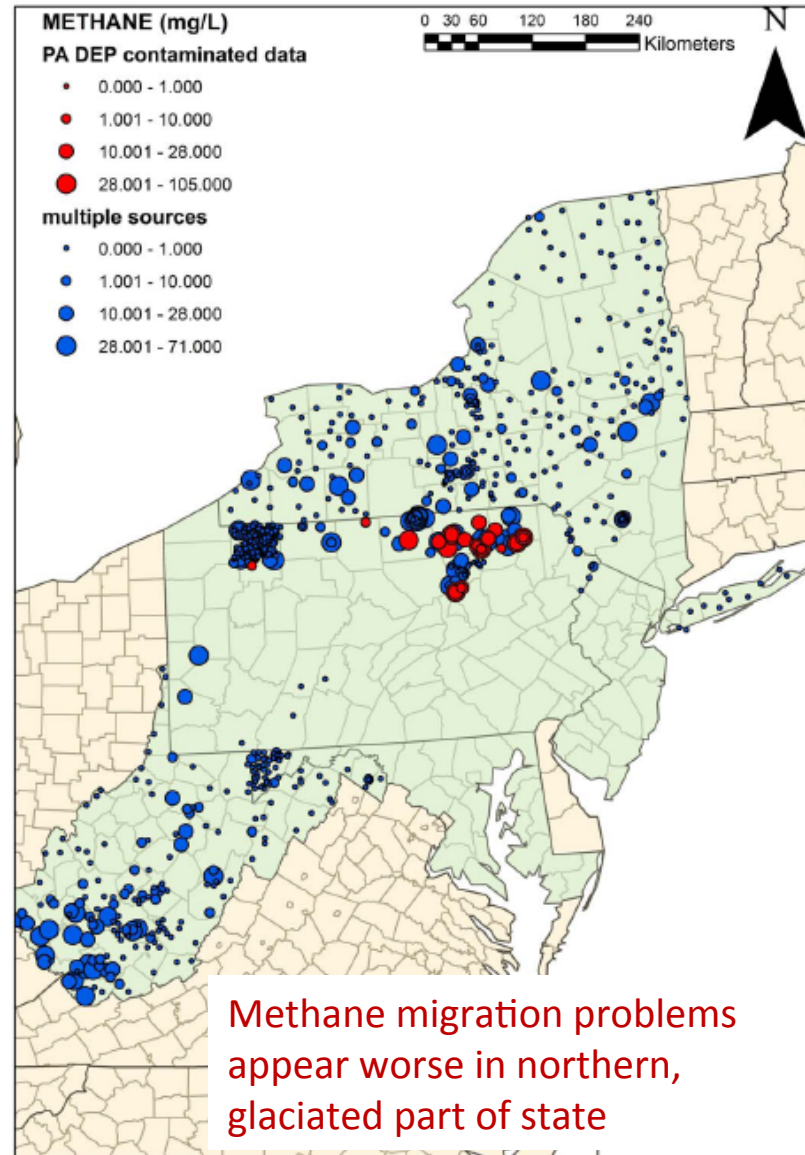 METHANE (mg/L)
PA DEP contaminated data
0.000 - 1.000
1.001 - 10.000
10.001 - 28.000
28.001 - 105.000
multiple sources
0.000 - 1.000
1.001 - 10.000
10.001 - 28.000
28.001 - 71.000
0 30 60 120 180 240
Kilometers
N
Methane migration problems
appear worse in northern,
glaciated part of state